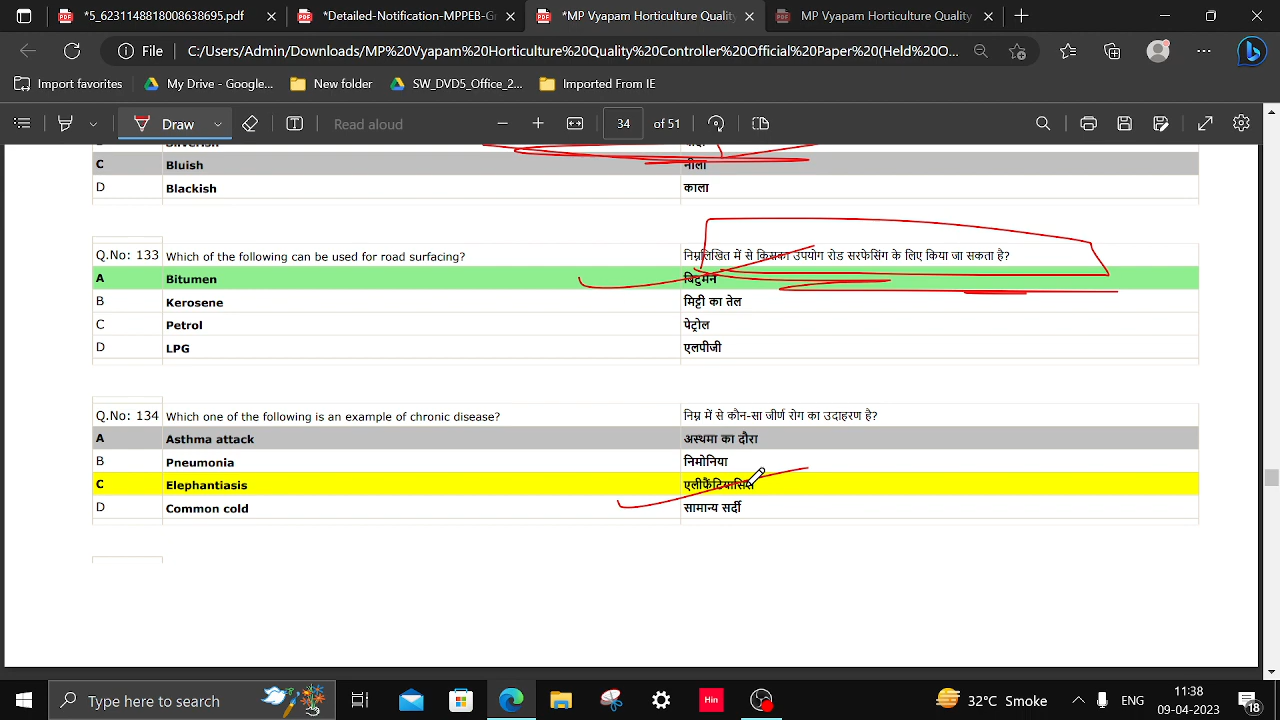 *5_6231148818008638695.pdf
*Detailed-Notification-MPPEB-G
*MP Vyapam Horticulture Quality
MP Vyapam Horticulture Quality
File C:/Users/Admin/Downloads/MP%20Vyapam%20Horticulture%20Quality%20Controller%20Official%20Paper%20(Held%20O...
Import favorites My Drive - Google... New folder SW_DVD5_Office_2... Imported From IE
Draw Read aloud 34 of 51
C Bluish नीला
D Blackish काला
Q.No: 133 Which of the following can be used for road surfacing? निम्नलिखित में से किसका उपयोग रोड सरफेसिंग के लिए किया जा सकता है?
A Bitumen बिटुमेन
B Kerosene मिट्टी का तेल
C Petrol पेट्रोल
D LPG एलपीजी
Q.No: 134 Which one of the following is an example of chronic disease? निम्न में से कौन-सा जीर्ण रोग का उदाहरण है?
A Asthma attack अस्थमा का दौरा
B Pneumonia निमोनिया
C Elephantiasis एलीफैंटियासिस
D Common cold सामान्य सर्दी
Type here to search Hin 32°C Smoke ENG 11:38
09-04-2023 18